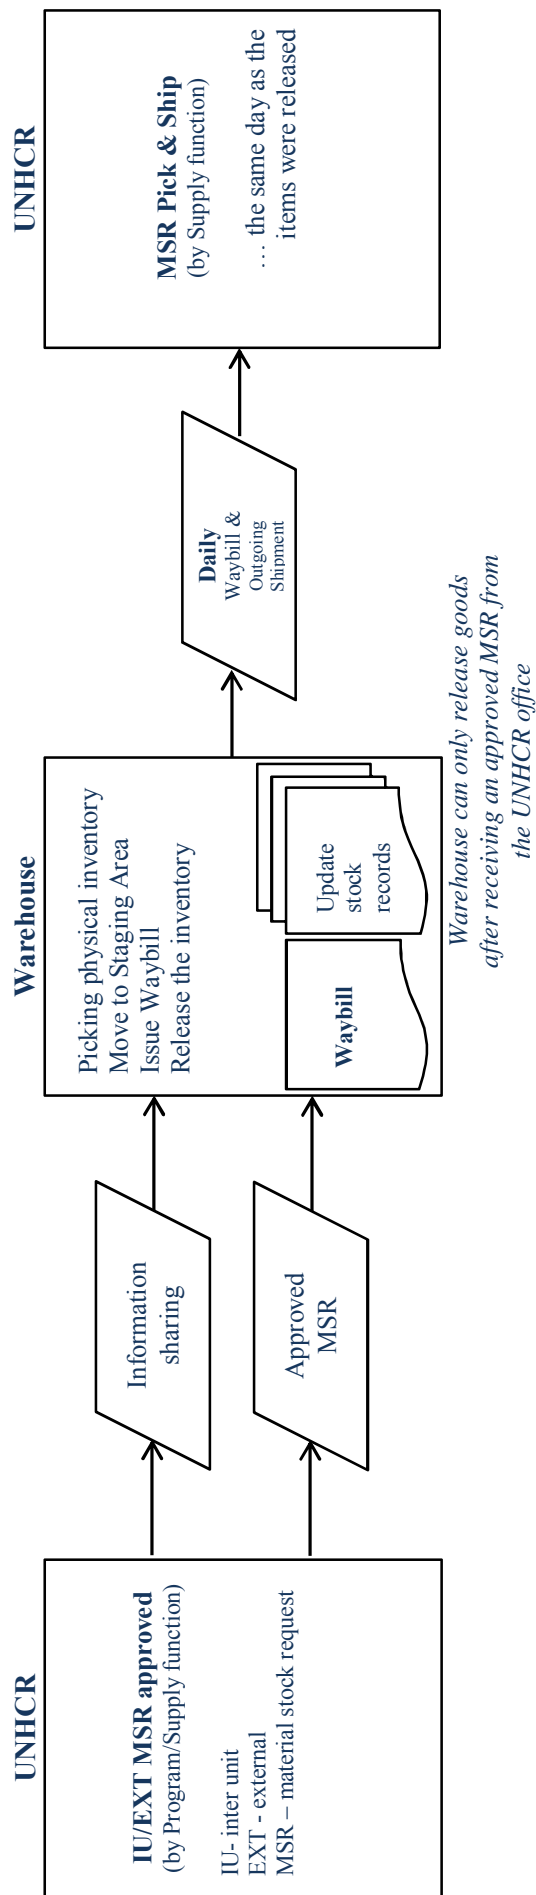 UNHCR
IU/EXT MSR approved
(by Program/Supply function)
IU- inter unit
EXT - external
MSR – material stock request
Information
sharing
Approved
MSR
Warehouse
Picking physical inventory
Move to Staging Area
Issue Waybill
Release the inventory
Waybill
Update
stock
records
Warehouse can only release goods
after receiving an approved MSR from
the UNHCR office
Daily
Waybill &
Outgoing
Shipment
UNHCR
MSR Pick & Ship
(by Supply function)
… the same day as the
items were released